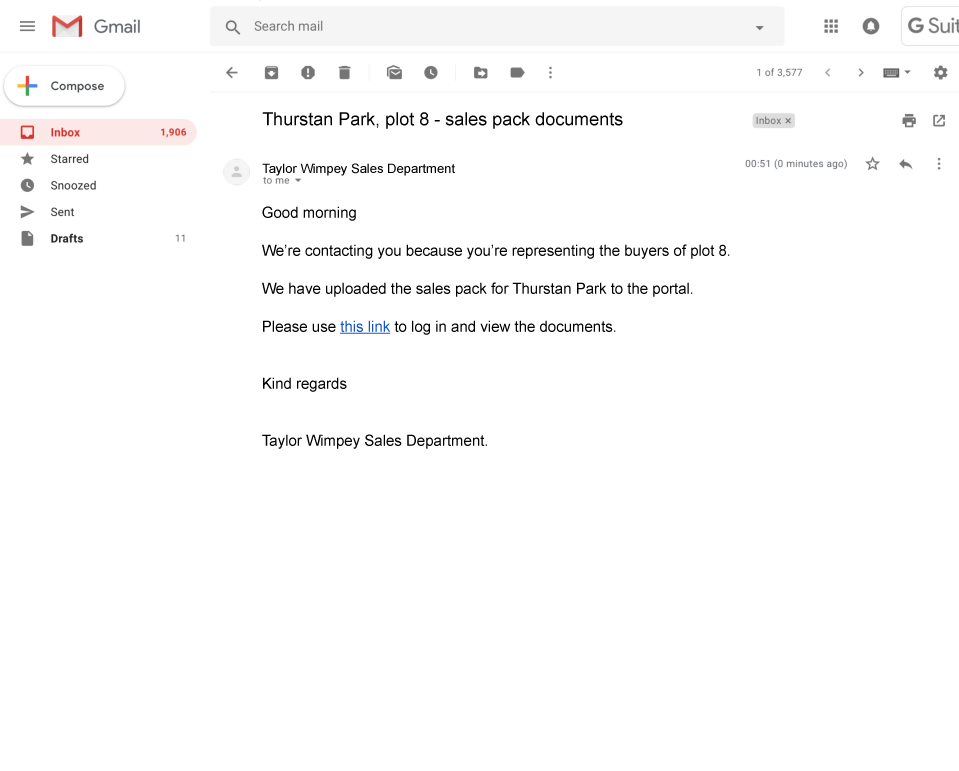 Gmail
Search mail
G Suit
Compose
1 of 3,577
Inbox 1,906
Starred
Snoozed
Sent
Drafts 11
Thurstan Park, plot 8 - sales pack documents
Inbox ×
Taylor Wimpey Sales Department
00:51 (0 minutes ago)
to me
Good morning
We’re contacting you because you’re representing the buyers of plot 8.
We have uploaded the sales pack for Thurstan Park to the portal.
Please use this link to log in and view the documents.
Kind regards
Taylor Wimpey Sales Department.